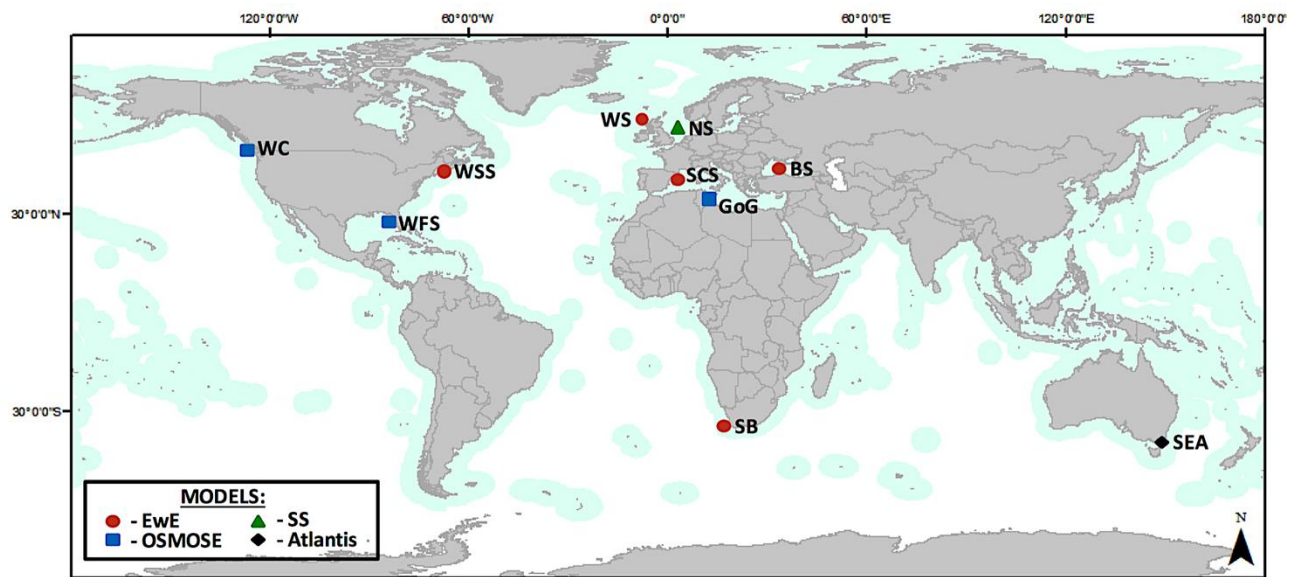 120°0'0"W 60°0'0"W 0°0'0" 60°0'0"E 120°0'0"E 180°0'0"
WS NS
WC
WSS SCS BS
30°0'0"N GoG
WFS
30°0'0"S SB
SEA
MODELS:
- EwE - SS
- OSMOSE - Atlantis
N